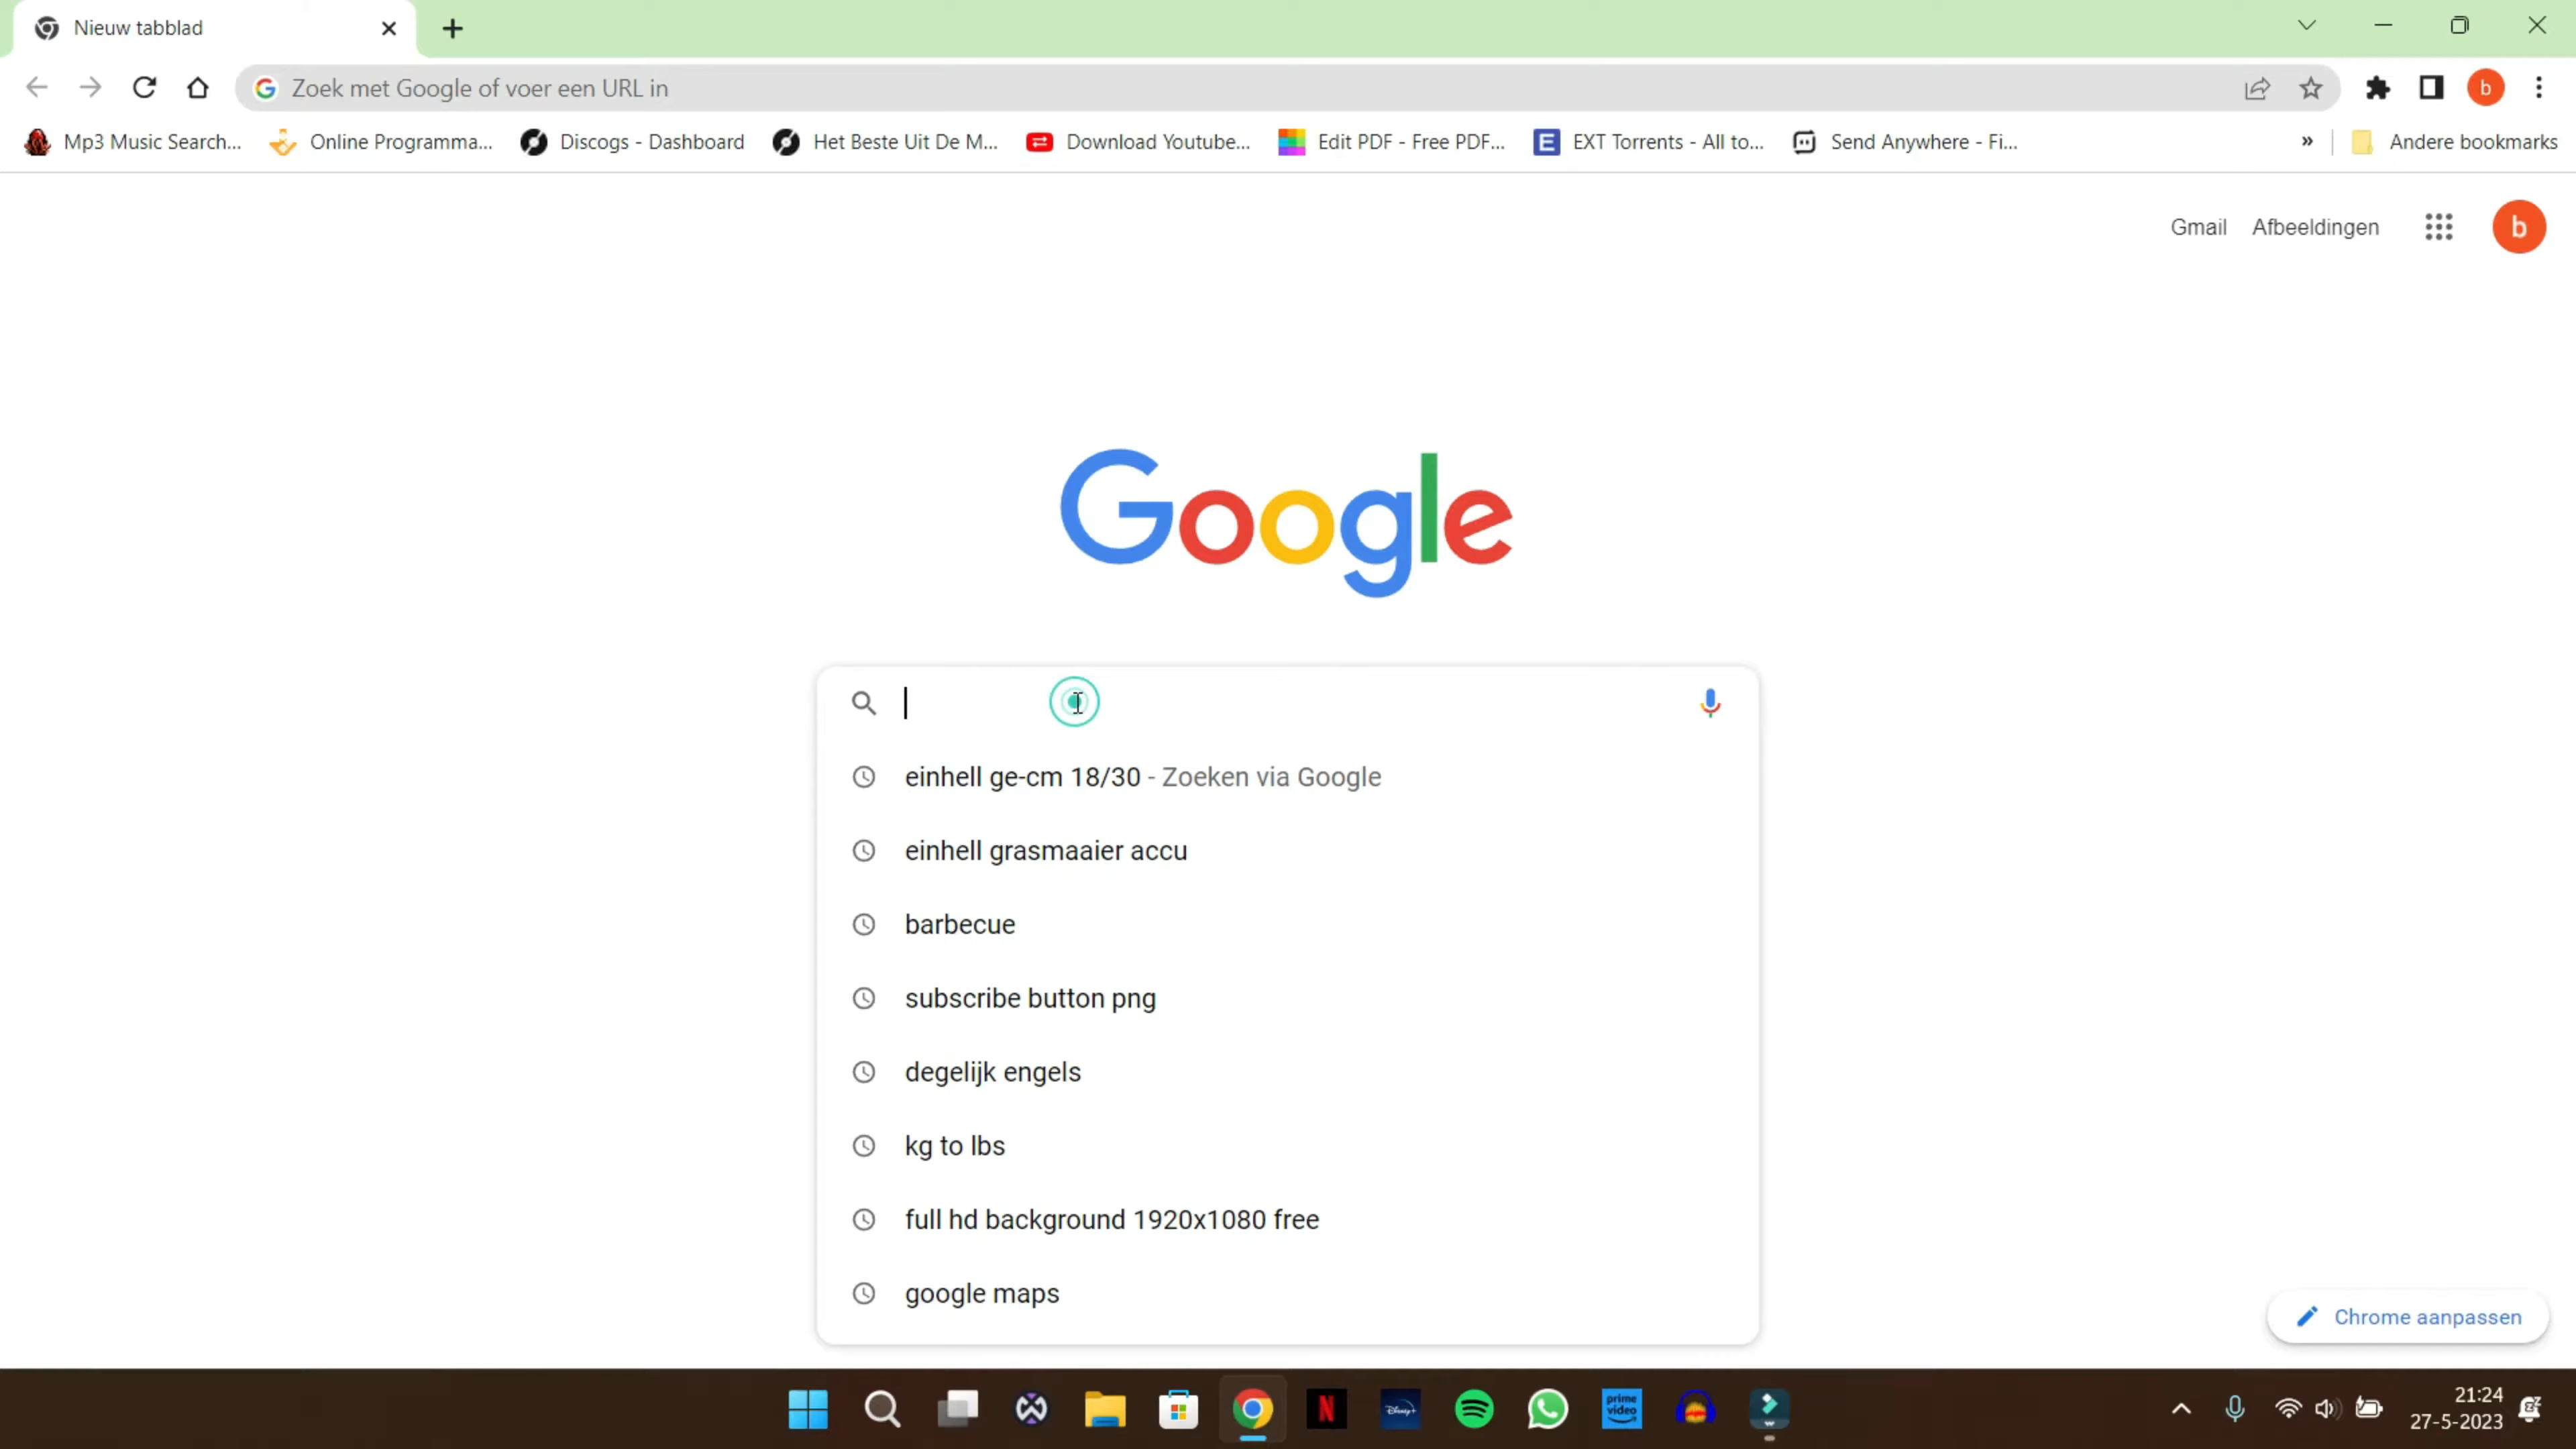 Nieuw tabblad
Zoek met Google of voer een URL in
b
Mp3 Music Search...
Online Programma...
Discogs - Dashboard
Het Beste Uit De M...
Download Youtube...
Edit PDF - Free PDF...
E
EXT Torrents - All to...
Send Anywhere - Fi...
»
Andere bookmarks
Gmail
Afbeeldingen
b
Google
einhell ge-cm 18/30 - Zoeken via Google
einhell grasmaaier accu
barbecue
subscribe button png
degelijk engels
kg to lbs
full hd background 1920x1080 free
google maps
Chrome aanpassen
N
Disney+
prime video
21:24
27-5-2023